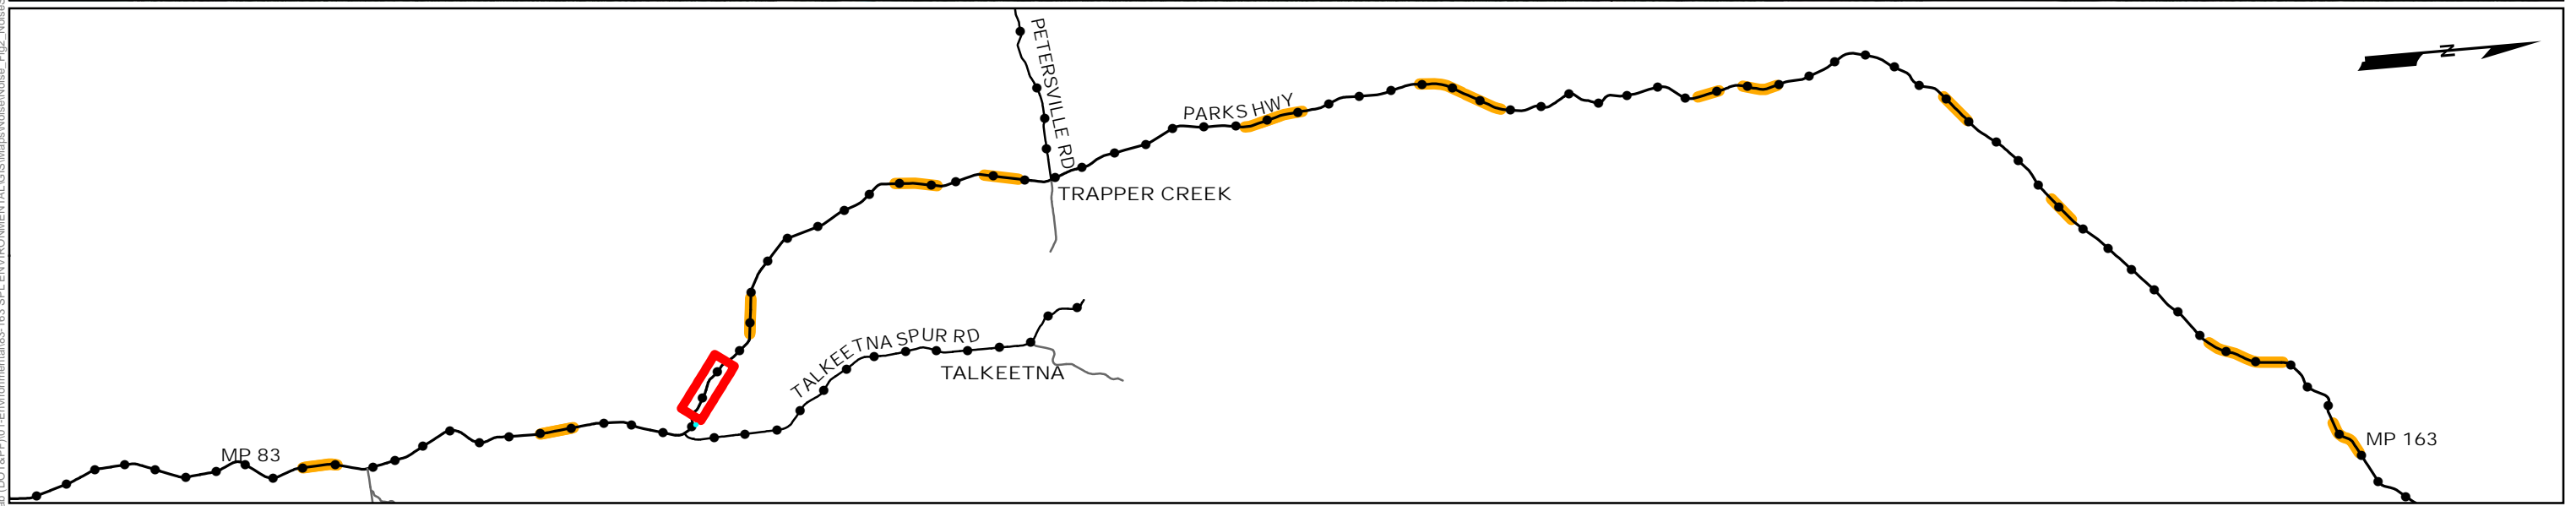 PETERSVILLE RD
N
PARKS HWY
TRAPPER CREEK
TALKEETNA SPUR RD
TALKEETNA
MP 83
MP 163